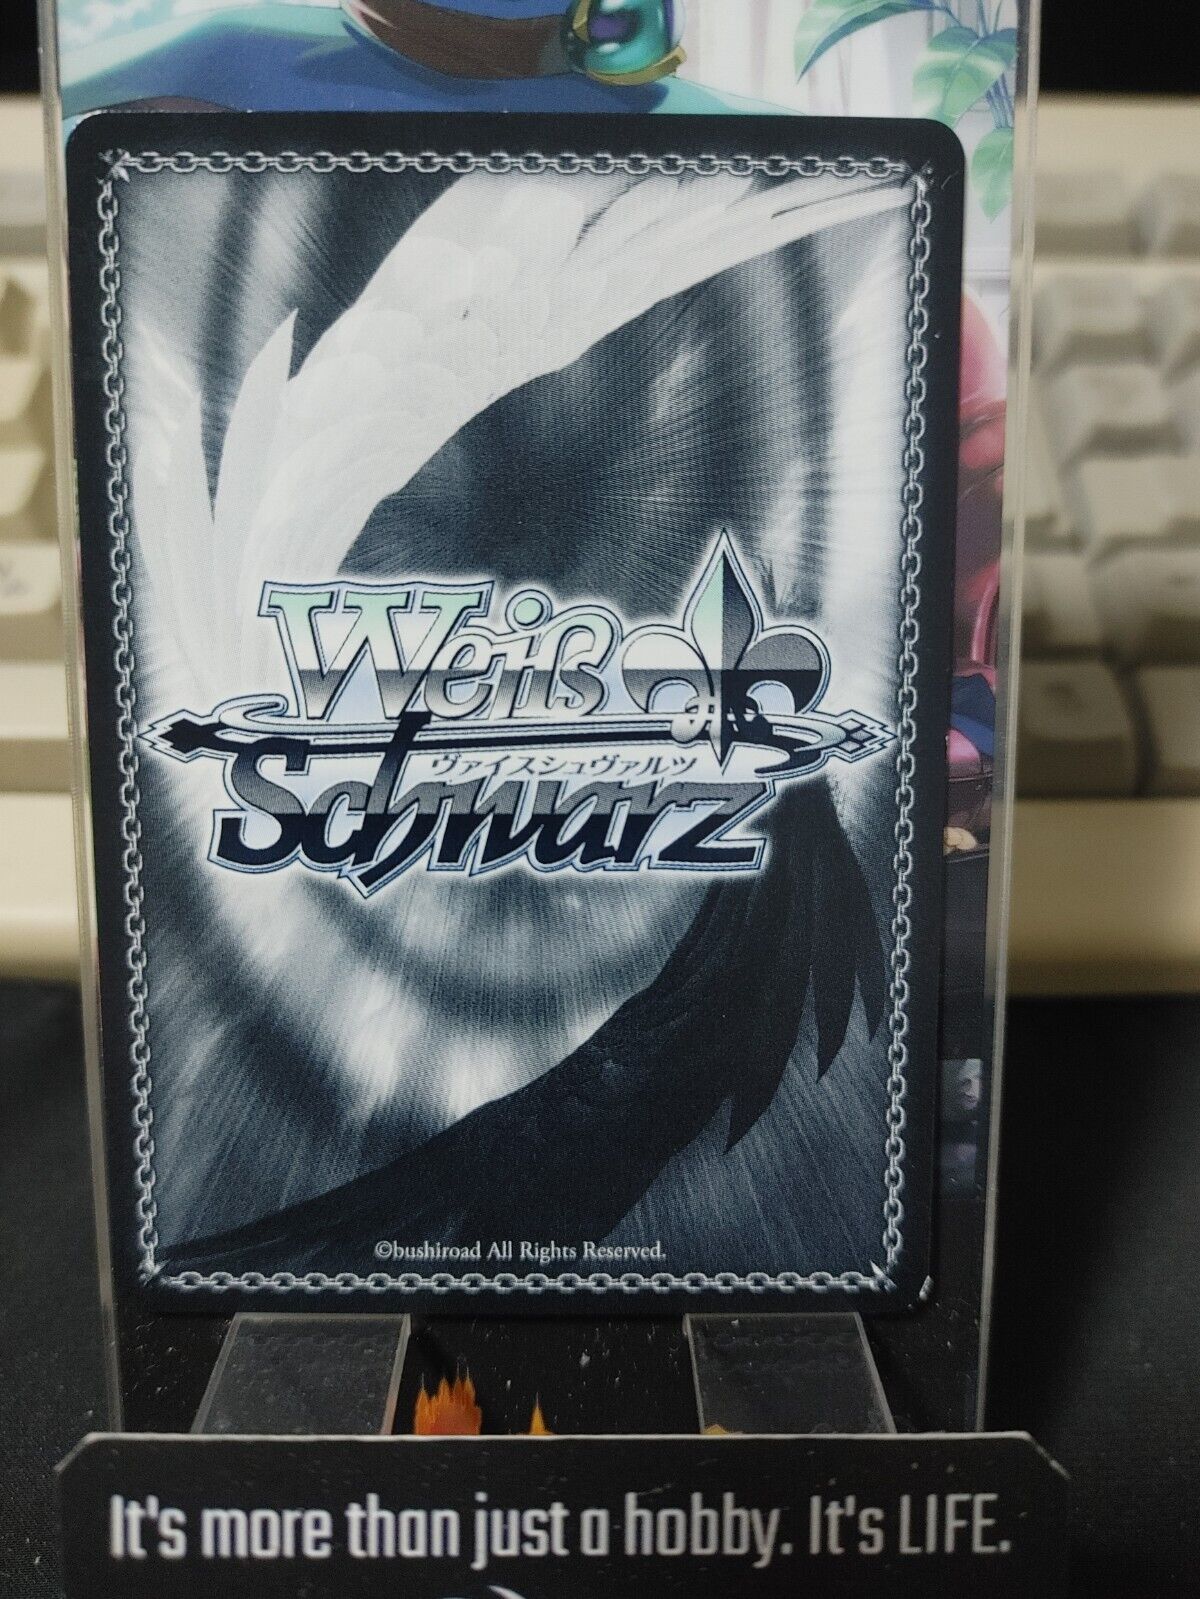 Weiß
ヴァイスシュヴァルツ
Schwarz
©bushiroad All Rights Reserved.
It's more than just a hobby. It's LIFE.